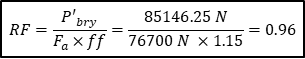 RF = P'bry / Fa × ff = 85146.25 N / 76700 N × 1.15 = 0.96